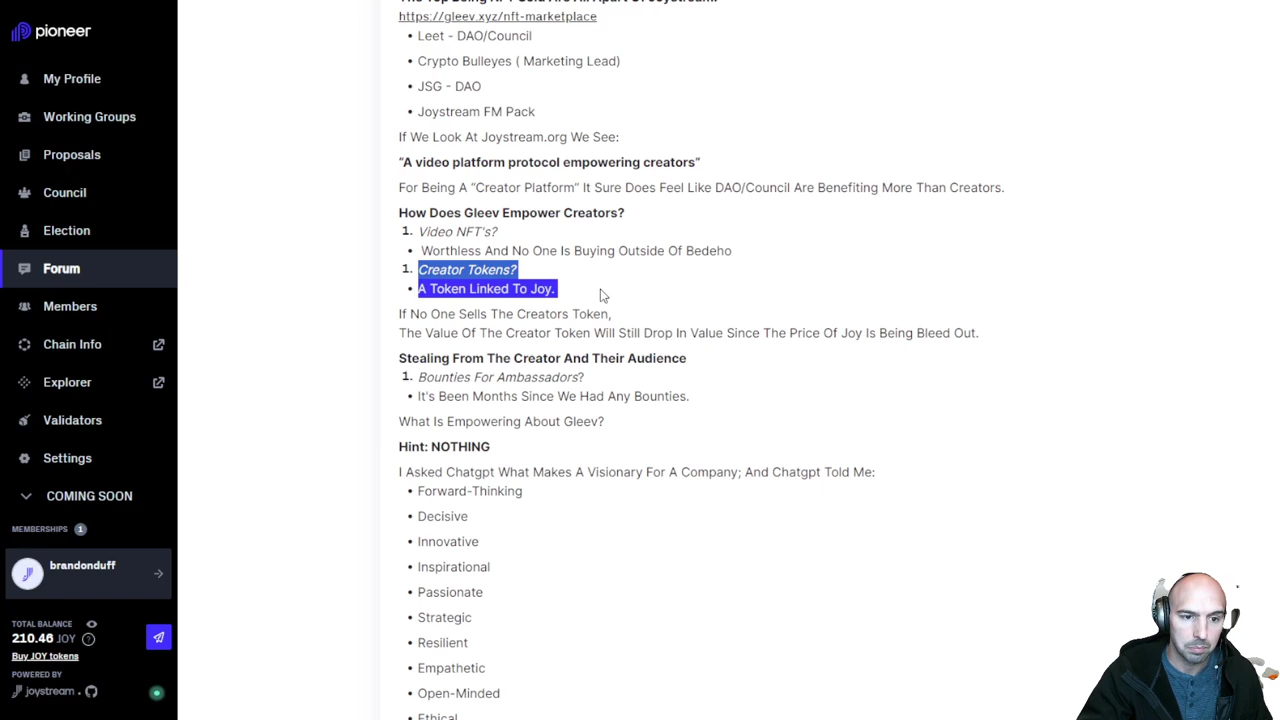 pioneer
My Profile
Working Groups
Proposals
Council
Election
Forum
Members
Chain Info
Explorer
Validators
Settings
COMING SOON
MEMBERSHIPS 1
brandonduff
TOTAL BALANCE
210.46 JOY ?
Buy JOY tokens
POWERED BY
joystream
https://gleev.xyz/nft-marketplace
• Leet - DAO/Council
• Crypto Bulleyes ( Marketing Lead)
• JSG - DAO
• Joystream FM Pack
If We Look At Joystream.org We See:
“A video platform protocol empowering creators”
For Being A “Creator Platform” It Sure Does Feel Like DAO/Council Are Benefiting More Than Creators.
How Does Gleev Empower Creators?
1. Video NFT's?
• Worthless And No One Is Buying Outside Of Bedeho
1. Creator Tokens?
• A Token Linked To Joy.
If No One Sells The Creators Token,
The Value Of The Creator Token Will Still Drop In Value Since The Price Of Joy Is Being Bleed Out.
Stealing From The Creator And Their Audience
1. Bounties For Ambassadors?
• It's Been Months Since We Had Any Bounties.
What Is Empowering About Gleev?
Hint: NOTHING
I Asked Chatgpt What Makes A Visionary For A Company; And Chatgpt Told Me:
• Forward-Thinking
• Decisive
• Innovative
• Inspirational
• Passionate
• Strategic
• Resilient
• Empathetic
• Open-Minded
• Ethical